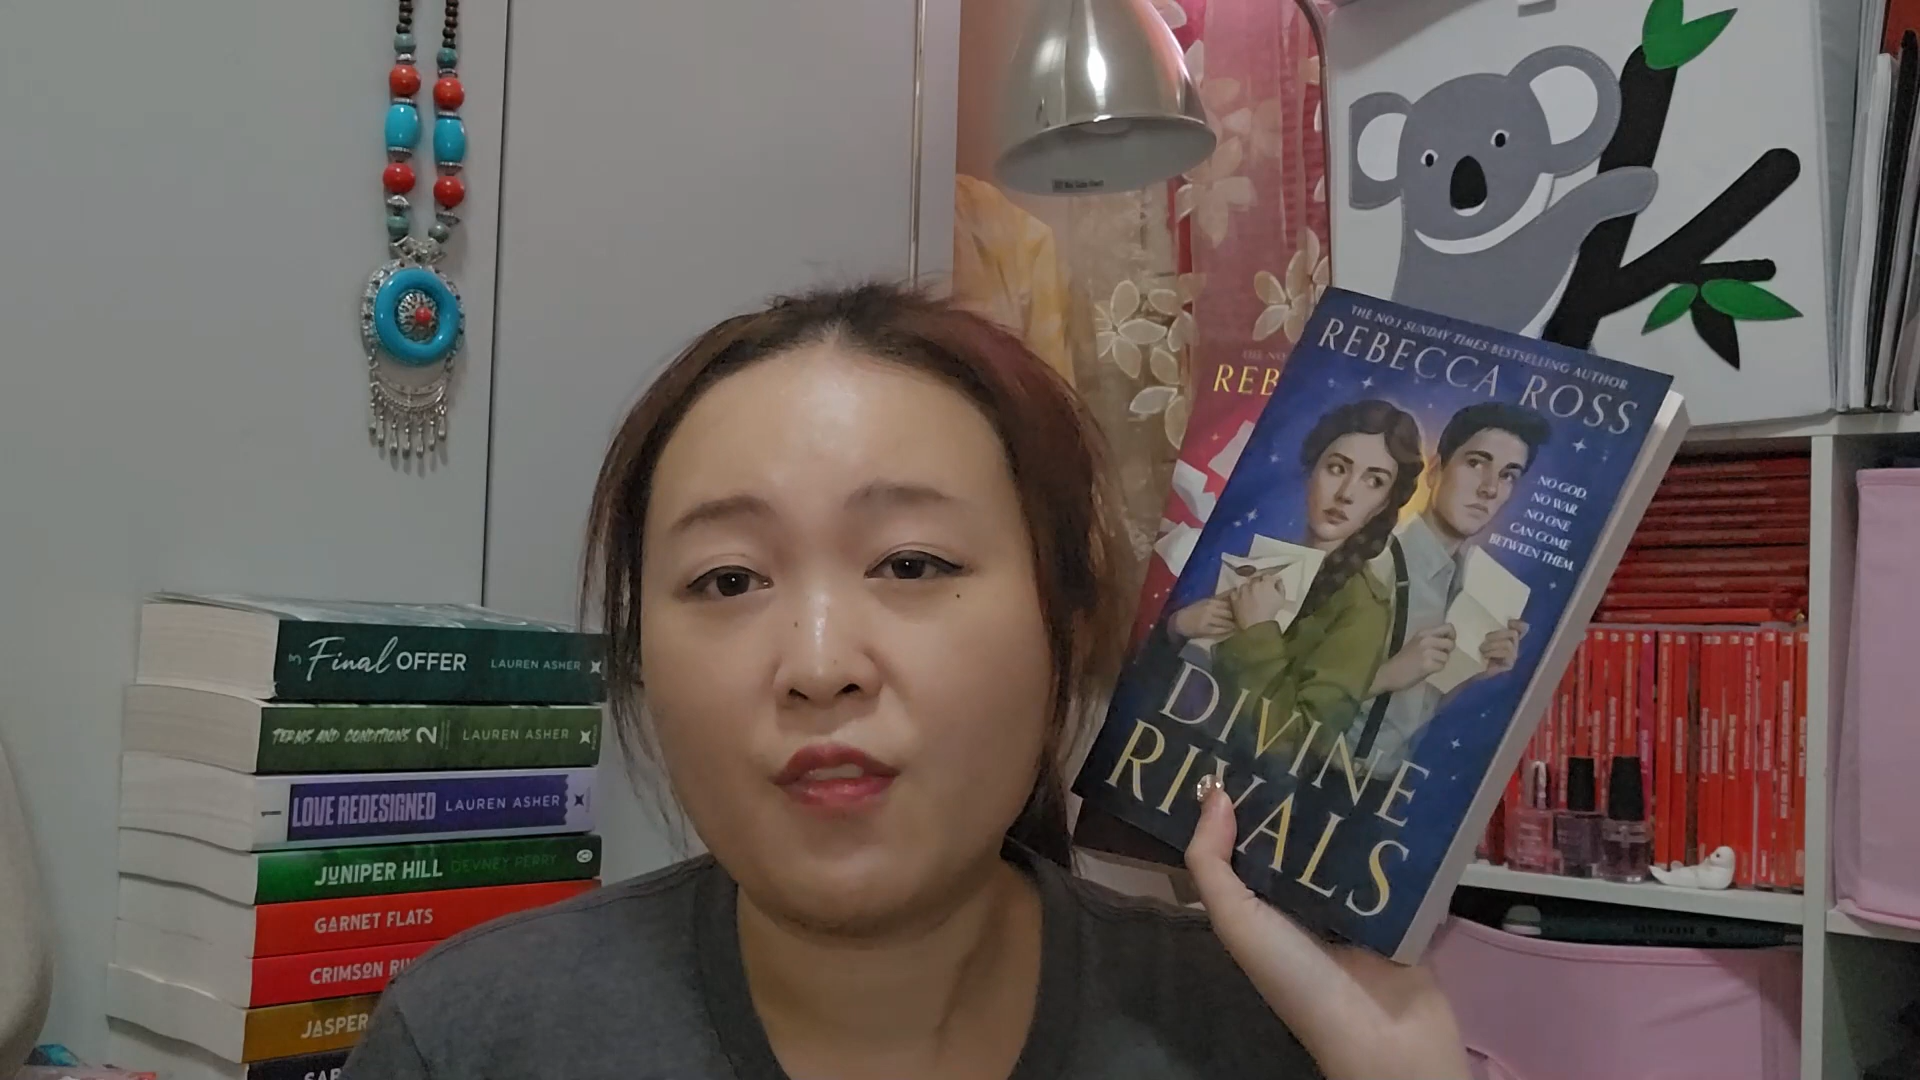 3 Final OFFER LAUREN ASHER
TERMS AND CONDITIONS 2 LAUREN ASHER
1 LOVE REDESIGNED LAUREN ASHER
JUNIPER HILL DEVNEY PERRY
GARNET FLATS
CRIMSON
JASPER
REB
THE NO.1 SUNDAY TIMES BESTSELLING AUTHOR
REBECCA ROSS
NO GOD.
NO WAR.
NO ONE
CAN COME
BETWEEN THEM.
DIVINE
RIVALS